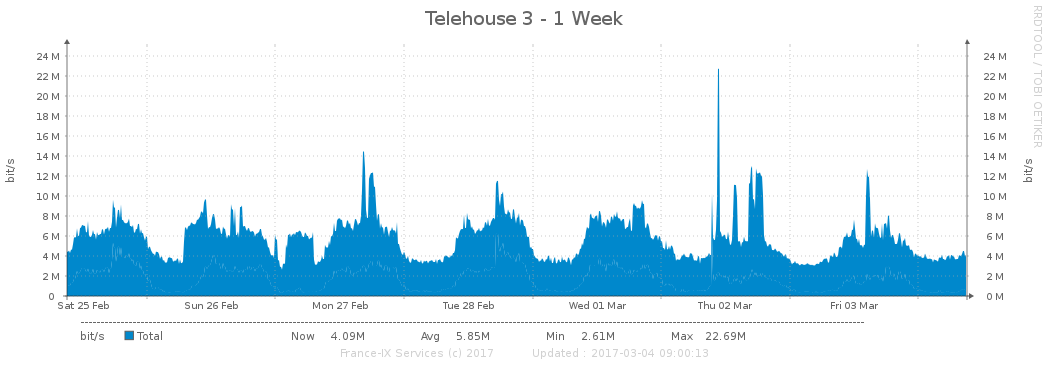 Telehouse 3 - 1 Week
RRDTOOL / TOBI OETIKER
bit/s
24 M 24 M
22 M 22 M
20 M 20 M
18 M 18 M
16 M 16 M
14 M 14 M
12 M 12 M
10 M 10 M
8 M 8 M
6 M 6 M
4 M 4 M
2 M 2 M
0 0 M
bit/s
Sat 25 Feb Sun 26 Feb Mon 27 Feb Tue 28 Feb Wed 01 Mar Thu 02 Mar Fri 03 Mar
bit/s Total Now 4.09M Avg 5.85M Min 2.61M Max 22.69M
France-IX Services (c) 2017 Updated : 2017-03-04 09:00:13